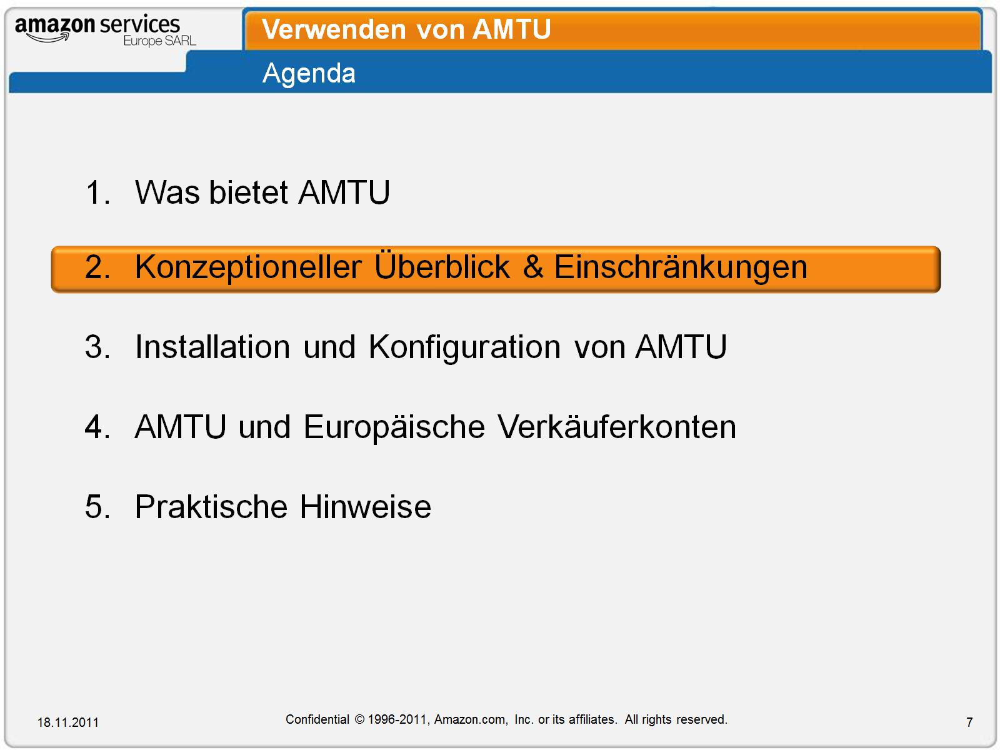 amazon services
Europe SARL
Verwenden von AMTU
Agenda
1. Was bietet AMTU
2. Konzeptioneller Überblick & Einschränkungen
3. Installation und Konfiguration von AMTU
4. AMTU und Europäische Verkäuferkonten
5. Praktische Hinweise
18.11.2011
Confidential © 1996-2011, Amazon.com, Inc. or its affiliates. All rights reserved.
7